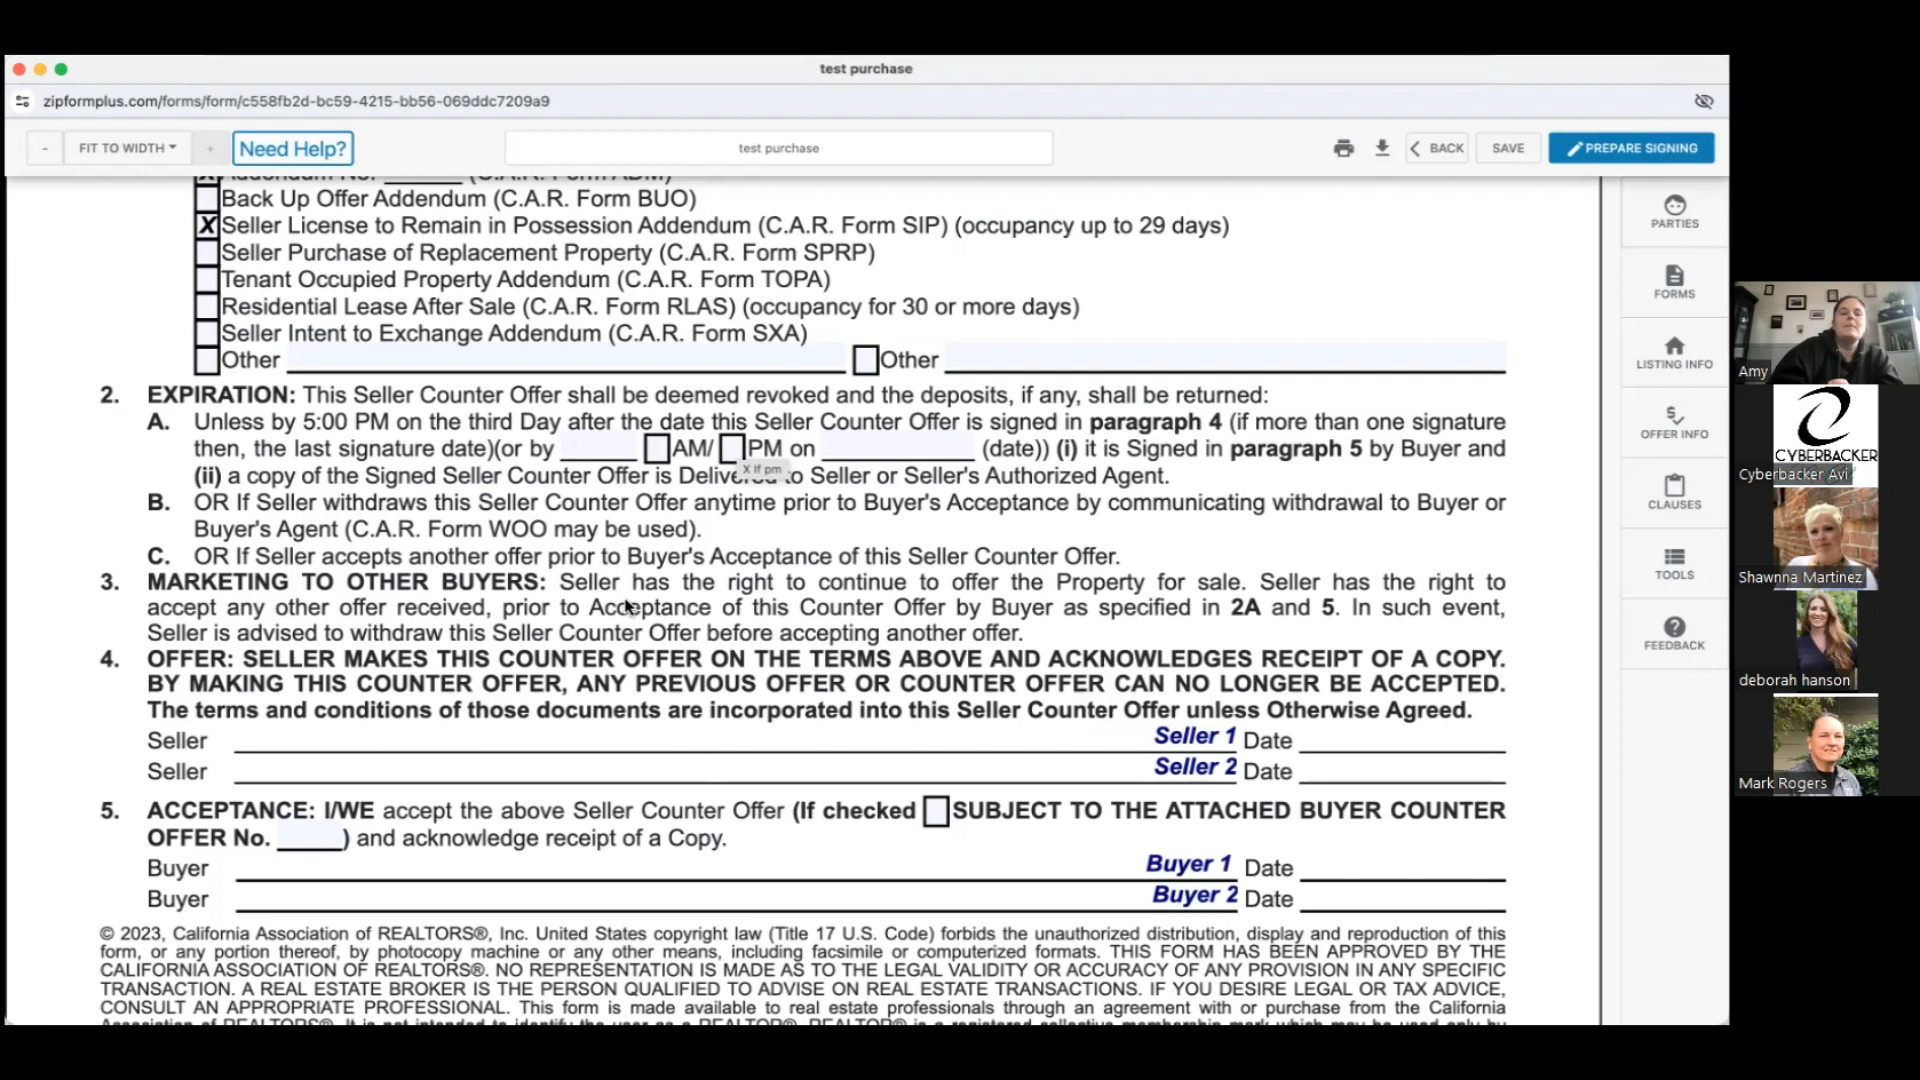 test purchase
zipformplus.com/forms/form/c558fb2d-bc59-4215-bb56-069ddc7209a9
- FIT TO WIDTH + Need Help? test purchase BACK SAVE PREPARE SIGNING
X Addendum No. (C.A.R. Form ADM)
Back Up Offer Addendum (C.A.R. Form BUO)
X Seller License to Remain in Possession Addendum (C.A.R. Form SIP) (occupancy up to 29 days)
Seller Purchase of Replacement Property (C.A.R. Form SPRP)
Tenant Occupied Property Addendum (C.A.R. Form TOPA)
Residential Lease After Sale (C.A.R. Form RLAS) (occupancy for 30 or more days)
Seller Intent to Exchange Addendum (C.A.R. Form SXA)
Other Other
2. EXPIRATION: This Seller Counter Offer shall be deemed revoked and the deposits, if any, shall be returned:
A. Unless by 5:00 PM on the third Day after the date this Seller Counter Offer is signed in paragraph 4 (if more than one signature
then, the last signature date)(or by AM/ PM on (date)) (i) it is Signed in paragraph 5 by Buyer and
X If pm
(ii) a copy of the Signed Seller Counter Offer is Delivered to Seller or Seller's Authorized Agent.
B. OR If Seller withdraws this Seller Counter Offer anytime prior to Buyer's Acceptance by communicating withdrawal to Buyer or
Buyer's Agent (C.A.R. Form WOO may be used).
C. OR If Seller accepts another offer prior to Buyer's Acceptance of this Seller Counter Offer.
3. MARKETING TO OTHER BUYERS: Seller has the right to continue to offer the Property for sale. Seller has the right to
accept any other offer received, prior to Acceptance of this Counter Offer by Buyer as specified in 2A and 5. In such event,
Seller is advised to withdraw this Seller Counter Offer before accepting another offer.
4. OFFER: SELLER MAKES THIS COUNTER OFFER ON THE TERMS ABOVE AND ACKNOWLEDGES RECEIPT OF A COPY.
BY MAKING THIS COUNTER OFFER, ANY PREVIOUS OFFER OR COUNTER OFFER CAN NO LONGER BE ACCEPTED.
The terms and conditions of those documents are incorporated into this Seller Counter Offer unless Otherwise Agreed.
Seller Seller 1 Date
Seller Seller 2 Date
5. ACCEPTANCE: I/WE accept the above Seller Counter Offer (If checked SUBJECT TO THE ATTACHED BUYER COUNTER
OFFER No. ) and acknowledge receipt of a Copy.
Buyer Buyer 1 Date
Buyer Buyer 2 Date
© 2023, California Association of REALTORS®, Inc. United States copyright law (Title 17 U.S. Code) forbids the unauthorized distribution, display and reproduction of this
form, or any portion thereof, by photocopy machine or any other means, including facsimile or computerized formats. THIS FORM HAS BEEN APPROVED BY THE
CALIFORNIA ASSOCIATION OF REALTORS®. NO REPRESENTATION IS MADE AS TO THE LEGAL VALIDITY OR ACCURACY OF ANY PROVISION IN ANY SPECIFIC
TRANSACTION. A REAL ESTATE BROKER IS THE PERSON QUALIFIED TO ADVISE ON REAL ESTATE TRANSACTIONS. IF YOU DESIRE LEGAL OR TAX ADVICE,
CONSULT AN APPROPRIATE PROFESSIONAL. This form is made available to real estate professionals through an agreement with or purchase from the California
PARTIES
FORMS
LISTING INFO
OFFER INFO
CLAUSES
TOOLS
FEEDBACK
Amy
CYBERBACKER
Cyberbacker Avi
Shawnna Martinez
deborah hanson
Mark Rogers